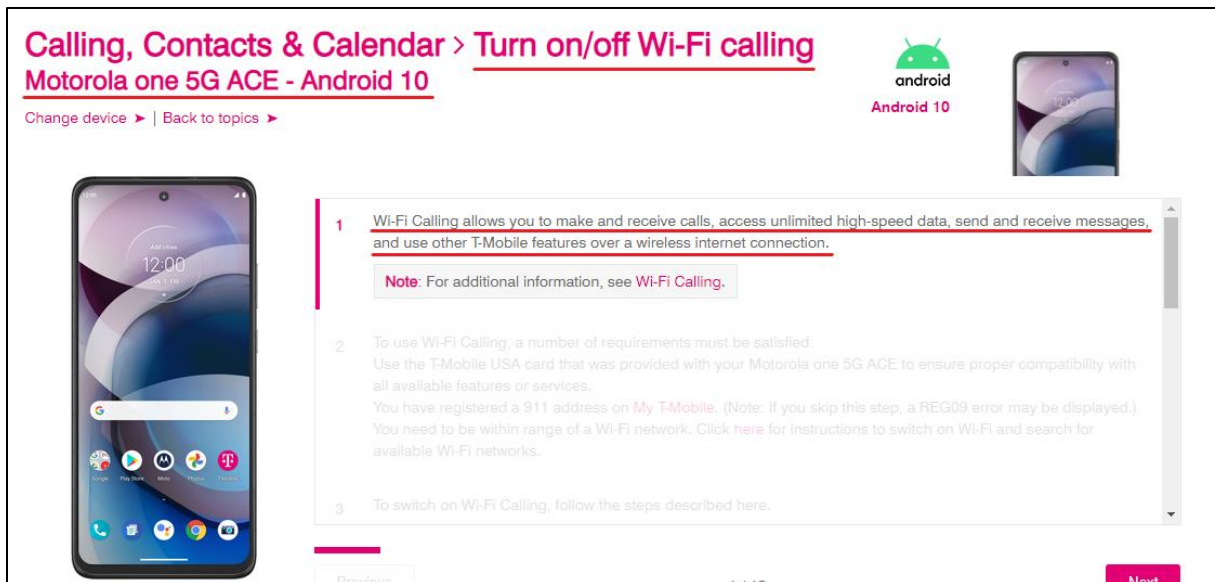 Calling, Contacts & Calendar > Turn on/off Wi-Fi calling
Motorola one 5G ACE - Android 10
Change device ➤ | Back to topics ➤
android
Android 10
12:00
1 Wi-Fi Calling allows you to make and receive calls, access unlimited high-speed data, send and receive messages,
and use other T-Mobile features over a wireless internet connection.
Note: For additional information, see Wi-Fi Calling.
2 To use Wi-Fi Calling, a number of requirements must be satisfied:
Use the T-Mobile USA card that was provided with your Motorola one 5G ACE to ensure proper compatibility with
all available features or services.
You have registered a 911 address on My T-Mobile. (Note: If you skip this step, a REG09 error may be displayed.)
You need to be within range of a Wi-Fi network. Click here for instructions to switch on Wi-Fi and search for
available Wi-Fi networks.
3 To switch on Wi-Fi Calling, follow the steps described here.
12:00
Google Play Store Moto Photos T-Mobile
Previous
Next